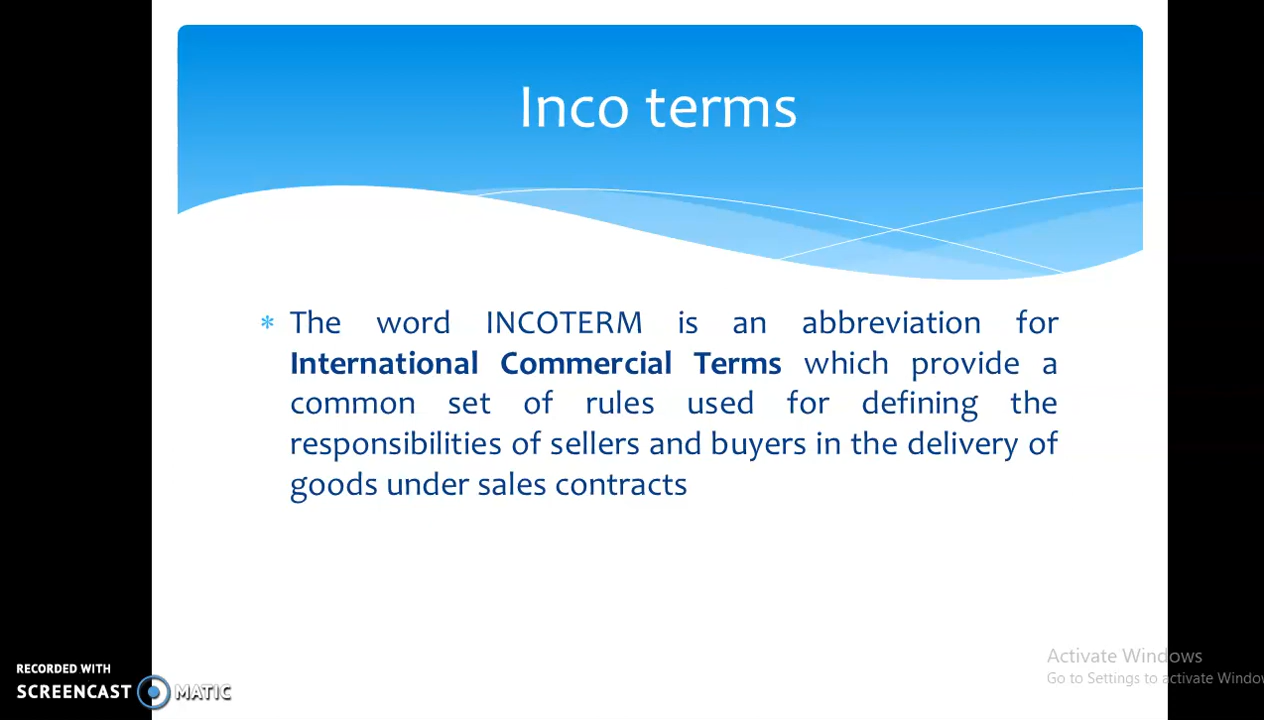 Inco terms
* The word INCOTERM is an abbreviation for
International Commercial Terms which provide a
common set of rules used for defining the
responsibilities of sellers and buyers in the delivery of
goods under sales contracts
Activate Windows
Go to Settings to activate Windo
RECORDED WITH
SCREENCAST MATIC